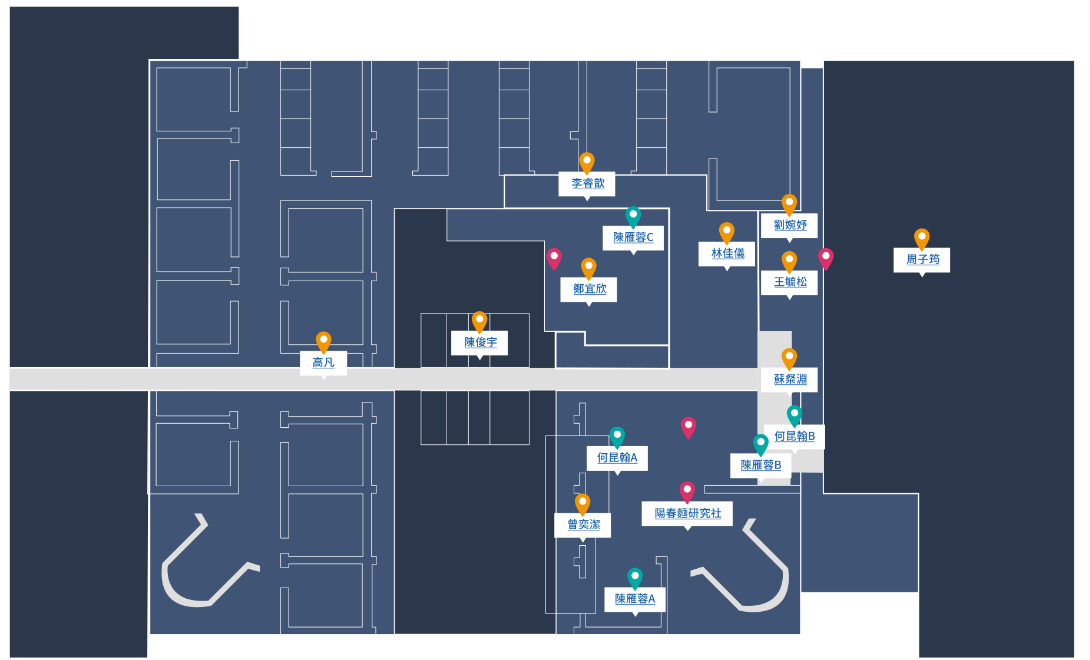 李睿歆
劉婉妤
陳雁蓉C
林佳儀
周子筠
王毓松
鄭宜欣
陳俊宇
高凡
蘇粲淵
何昆翰B
何昆翰A
陳雁蓉B
陽春麵研究社
曾奕潔
陳雁蓉A